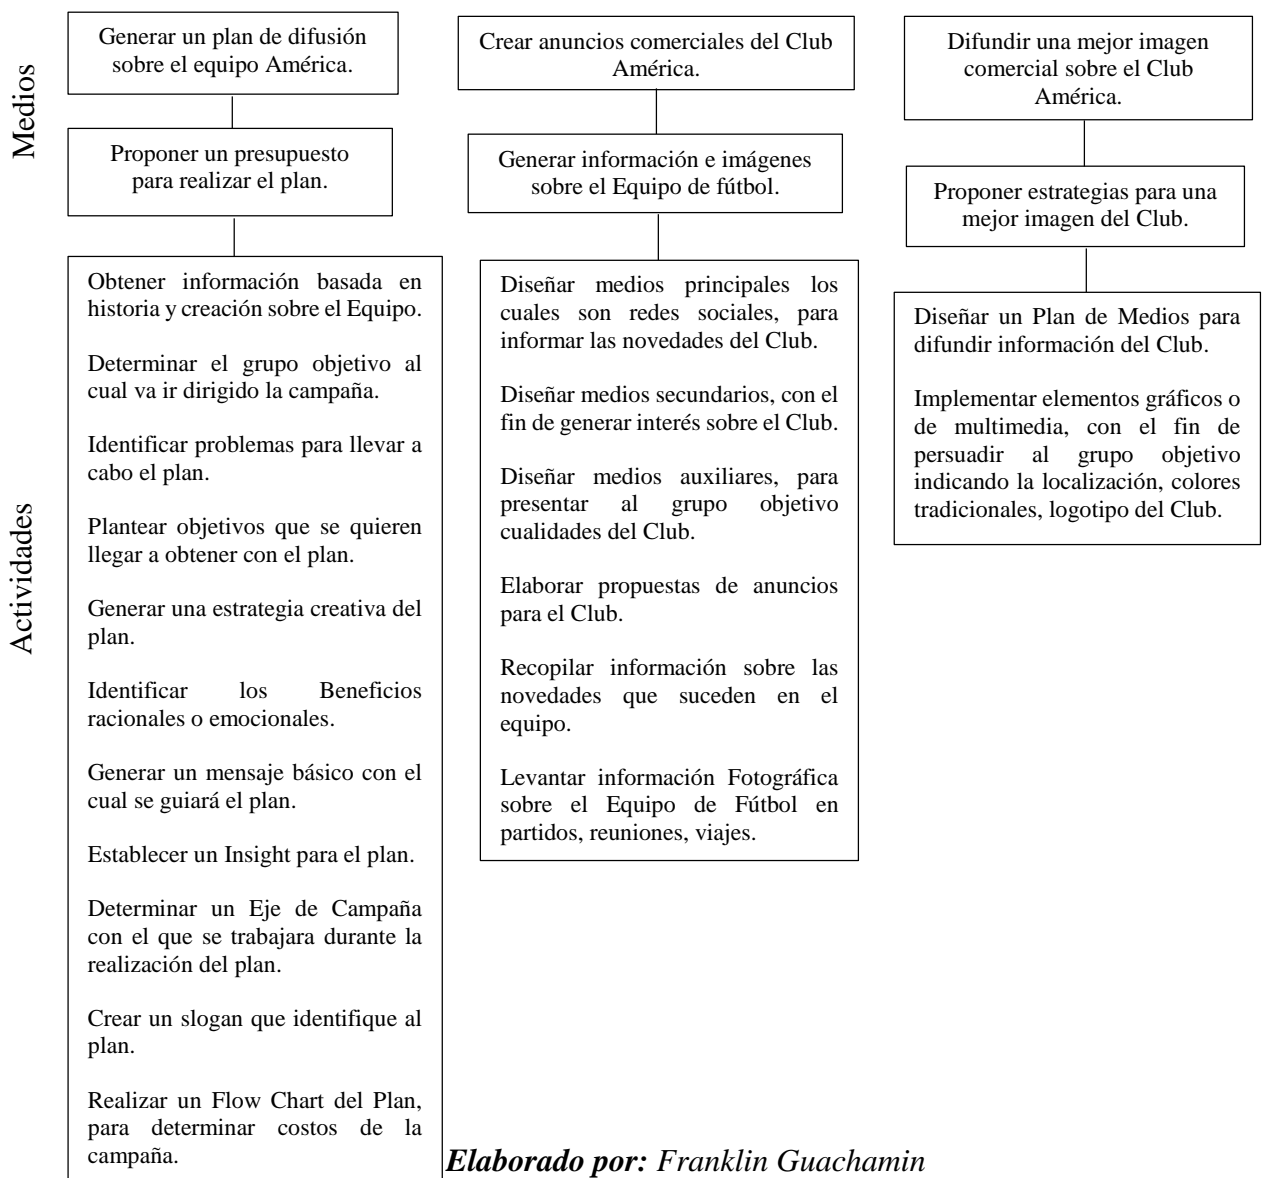 Medios
Generar un plan de difusión
sobre el equipo América.
Proponer un presupuesto
para realizar el plan.
Crear anuncios comerciales del Club
América.
Generar información e imágenes
sobre el Equipo de fútbol.
Difundir una mejor imagen
comercial sobre el Club
América.
Proponer estrategias para una
mejor imagen del Club.
Actividades
Obtener información basada en
historia y creación sobre el Equipo.
Determinar el grupo objetivo al
cual va ir dirigido la campaña.
Identificar problemas para llevar a
cabo el plan.
Plantear objetivos que se quieren
llegar a obtener con el plan.
Generar una estrategia creativa del
plan.
Identificar los Beneficios
racionales o emocionales.
Generar un mensaje básico con el
cual se guiará el plan.
Establecer un Insight para el plan.
Determinar un Eje de Campaña
con el que se trabajara durante la
realización del plan.
Crear un slogan que identifique al
plan.
Realizar un Flow Chart del Plan,
para determinar costos de la
campaña.
Diseñar medios principales los
cuales son redes sociales, para
informar las novedades del Club.
Diseñar medios secundarios, con el
fin de generar interés sobre el Club.
Diseñar medios auxiliares, para
presentar al grupo objetivo
cualidades del Club.
Elaborar propuestas de anuncios
para el Club.
Recopilar información sobre las
novedades que suceden en el
equipo.
Levantar información Fotográfica
sobre el Equipo de Fútbol en
partidos, reuniones, viajes.
Diseñar un Plan de Medios para
difundir información del Club.
Implementar elementos gráficos o
de multimedia, con el fin de
persuadir al grupo objetivo
indicando la localización, colores
tradicionales, logotipo del Club.
Elaborado por: Franklin Guachamin